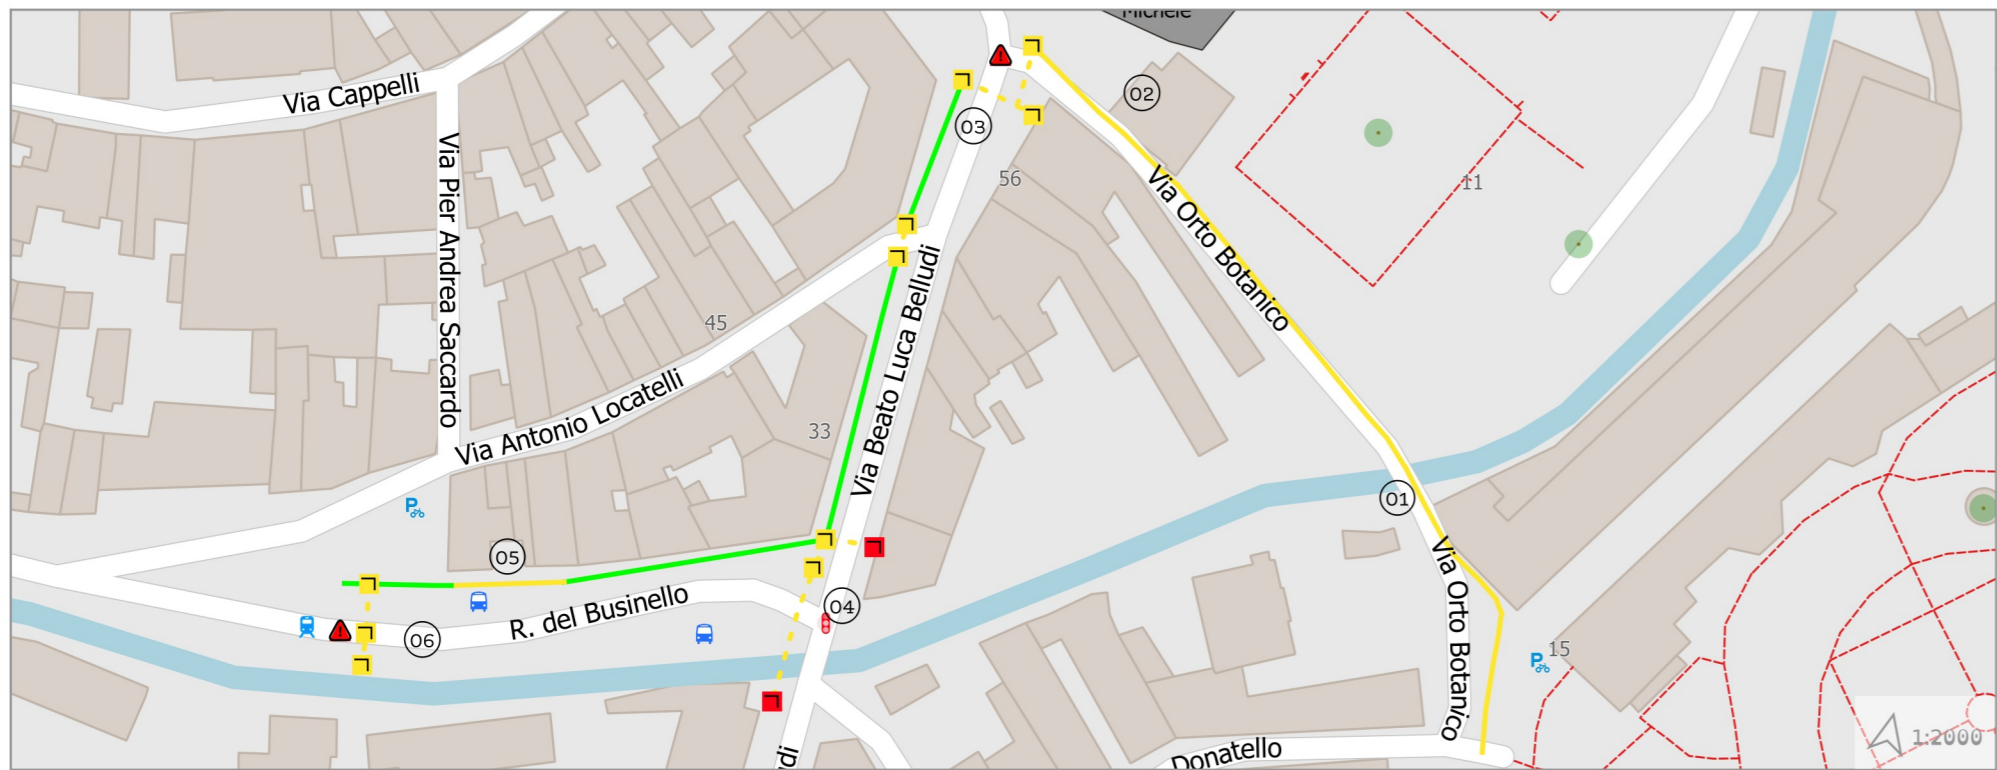 Michele
Via Cappelli
02
03
Via Pier Andrea Saccardo
56
11
Via Orto Botanico
45
Via Beato Luca Belludi
Via Antonio Locatelli
33
01
P
05
Via Orto Botanico
04
R. del Businello
06
15
P
Donatello
udi
1:2000